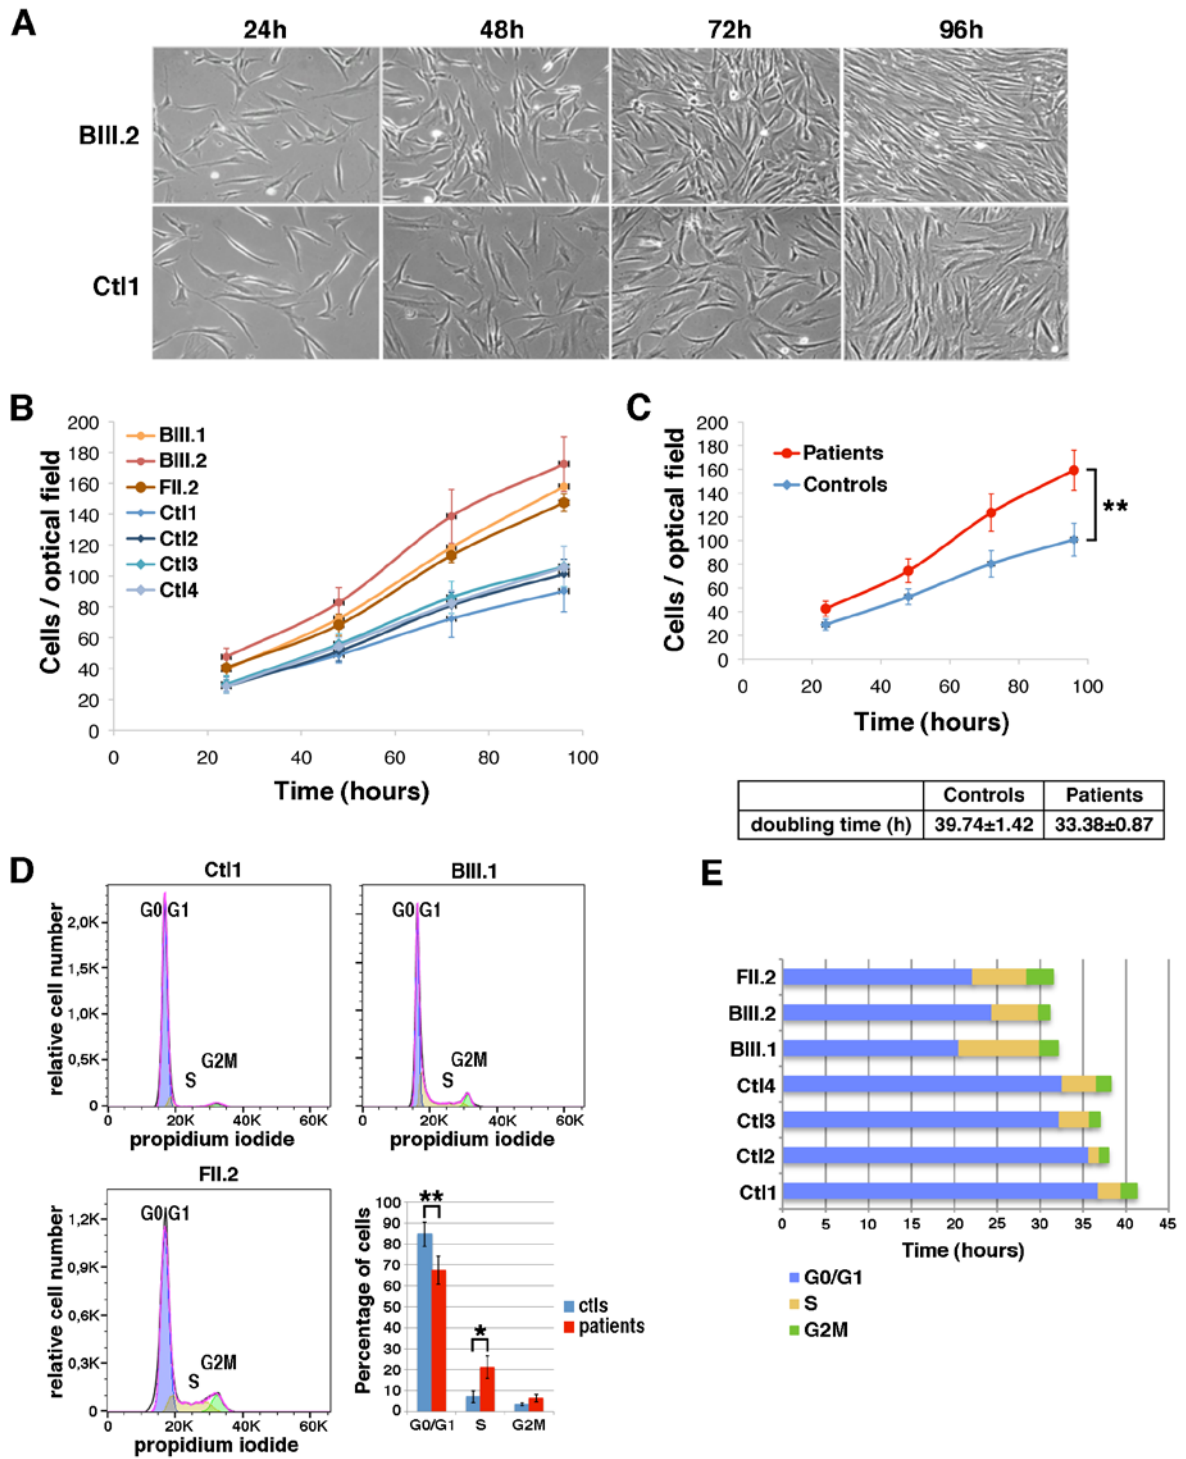 A
24h 48h 72h 96h
BIII.2
Ctl1
B
200
180
160
140
120
100
80
60
40
20
0
Cells / optical field
BIII.1
BIII.2
FII.2
Ctl1
Ctl2
Ctl3
Ctl4
0 20 40 60 80 100
Time (hours)
C
200
180
160
140
120
100
80
60
40
20
0
Cells / optical field
Patients
Controls
**
0 20 40 60 80 100
Time (hours)
Controls Patients
doubling time (h) 39.74±1.42 33.38±0.87
D
Ctl1
relative cell number
2,0K
1,5K
1,0K
0,5K
0
G0/G1
S
G2M
0 20K 40K 60K
propidium iodide
BIII.1
G0/G1
S
G2M
0 20K 40K 60K
propidium iodide
FII.2
relative cell number
1,2K
0,9K
0,6K
0,3K
0
G0/G1
S
G2M
0 20K 40K 60K
propidium iodide
Percentage of cells
100
90
80
70
60
50
40
30
20
10
0
**
*
G0/G1 S G2M
ctls
patients
E
FII.2
BIII.2
BIII.1
Ctl4
Ctl3
Ctl2
Ctl1
0 5 10 15 20 25 30 35 40 45
Time (hours)
G0/G1
S
G2M